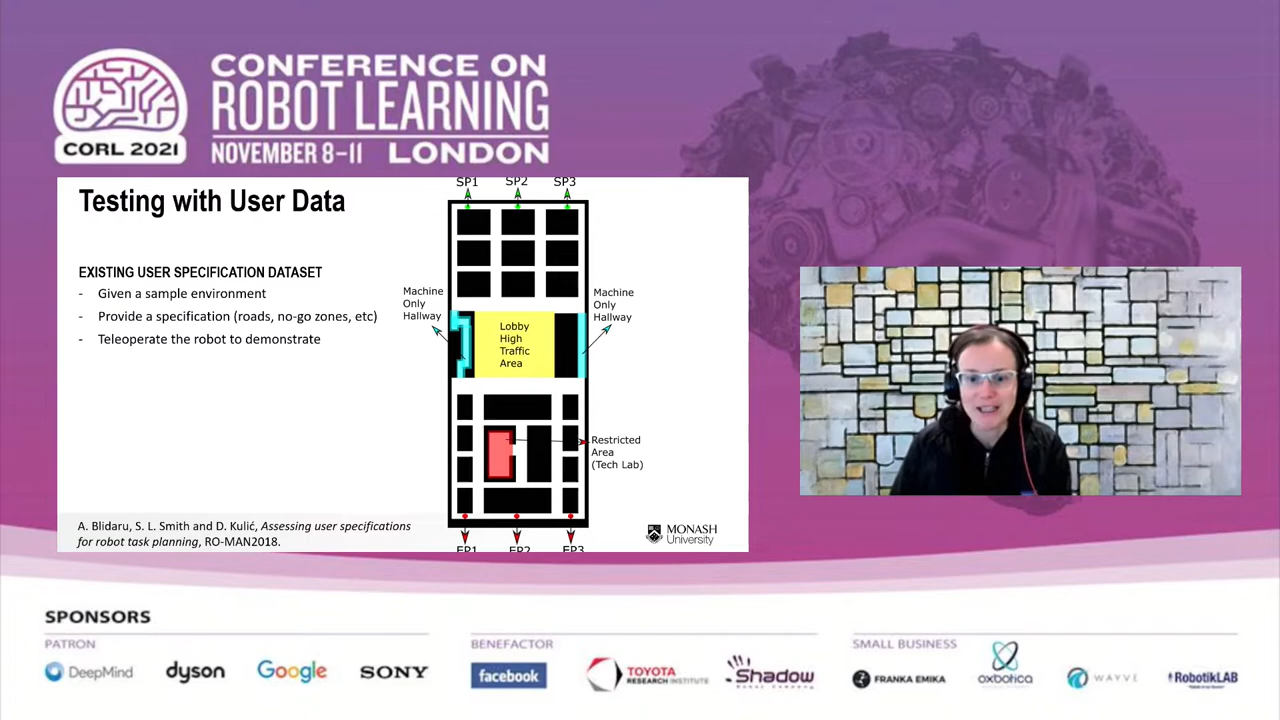 CONFERENCE ON
ROBOT LEARNING
NOVEMBER 8-11 LONDON
CORL 2021
Testing with User Data
EXISTING USER SPECIFICATION DATASET
- Given a sample environment
- Provide a specification (roads, no-go zones, etc)
- Teleoperate the robot to demonstrate
A. Blidaru, S. L. Smith and D. Kulić, Assessing user specifications
for robot task planning, RO-MAN2018.
SP1 SP2 SP3
Machine
Only
Hallway
Lobby
High
Traffic
Area
Machine
Only
Hallway
Restricted
Area
(Tech Lab)
EP1 EP2 EP3
MONASH
University
SPONSORS
PATRON
DeepMind
dyson
Google
SONY
BENEFACTOR
facebook
TOYOTA
RESEARCH INSTITUTE
Shadow
SMALL BUSINESS
FRANKA EMIKA
oxbotica
WAYVE
RobotikLAB